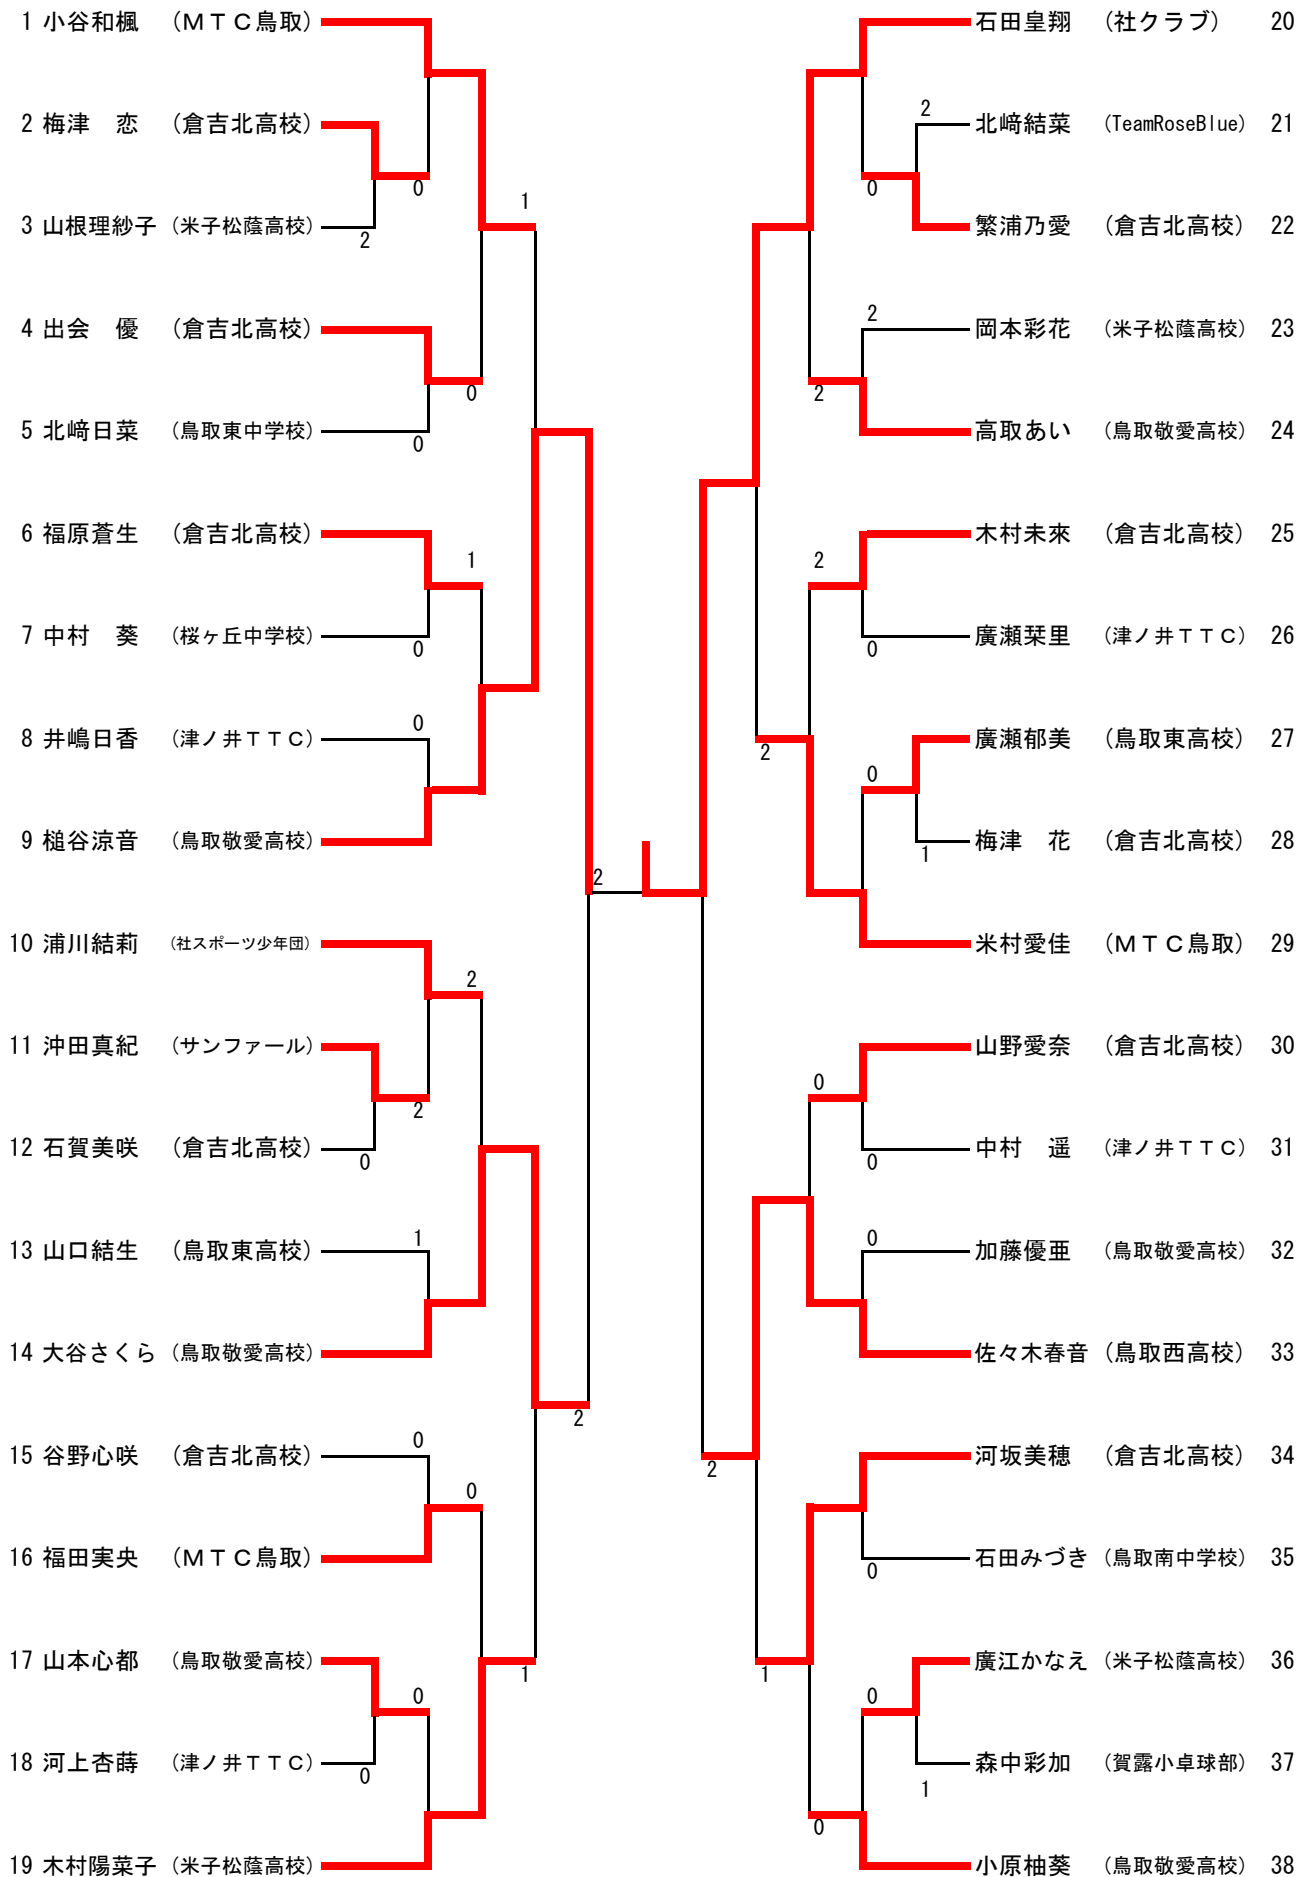 1 小谷和楓 (ＭＴＣ鳥取)
2 梅津　恋 (倉吉北高校)
0
3 山根理紗子 (米子松蔭高校)
2
1
4 出会　優 (倉吉北高校)
0
5 北﨑日菜 (鳥取東中学校)
0
6 福原蒼生 (倉吉北高校)
1
7 中村　葵 (桜ヶ丘中学校)
0
8 井嶋日香 (津ノ井ＴＴＣ)
0
9 槌谷涼音 (鳥取敬愛高校)
2
10 浦川結莉 (社スポーツ少年団)
2
11 沖田真紀 (サンファール)
2
12 石賀美咲 (倉吉北高校)
0
13 山口結生 (鳥取東高校)
1
14 大谷さくら (鳥取敬愛高校)
2
15 谷野心咲 (倉吉北高校)
0
0
16 福田実央 (ＭＴＣ鳥取)
17 山本心都 (鳥取敬愛高校)
1
0
18 河上杏蒔 (津ノ井ＴＴＣ)
0
19 木村陽菜子 (米子松蔭高校)
石田皇翔 (社クラブ) 20
2
北﨑結菜 (TeamRoseBlue) 21
0
繁浦乃愛 (倉吉北高校) 22
2
岡本彩花 (米子松蔭高校) 23
2
高取あい (鳥取敬愛高校) 24
木村未來 (倉吉北高校) 25
2
廣瀬栞里 (津ノ井ＴＴＣ) 26
0
廣瀬郁美 (鳥取東高校) 27
2
0
梅津　花 (倉吉北高校) 28
1
米村愛佳 (ＭＴＣ鳥取) 29
山野愛奈 (倉吉北高校) 30
0
中村　遥 (津ノ井ＴＴＣ) 31
0
加藤優亜 (鳥取敬愛高校) 32
0
佐々木春音 (鳥取西高校) 33
河坂美穂 (倉吉北高校) 34
2
石田みづき (鳥取南中学校) 35
0
廣江かなえ (米子松蔭高校) 36
1
0
森中彩加 (賀露小卓球部) 37
1
0
小原柚葵 (鳥取敬愛高校) 38